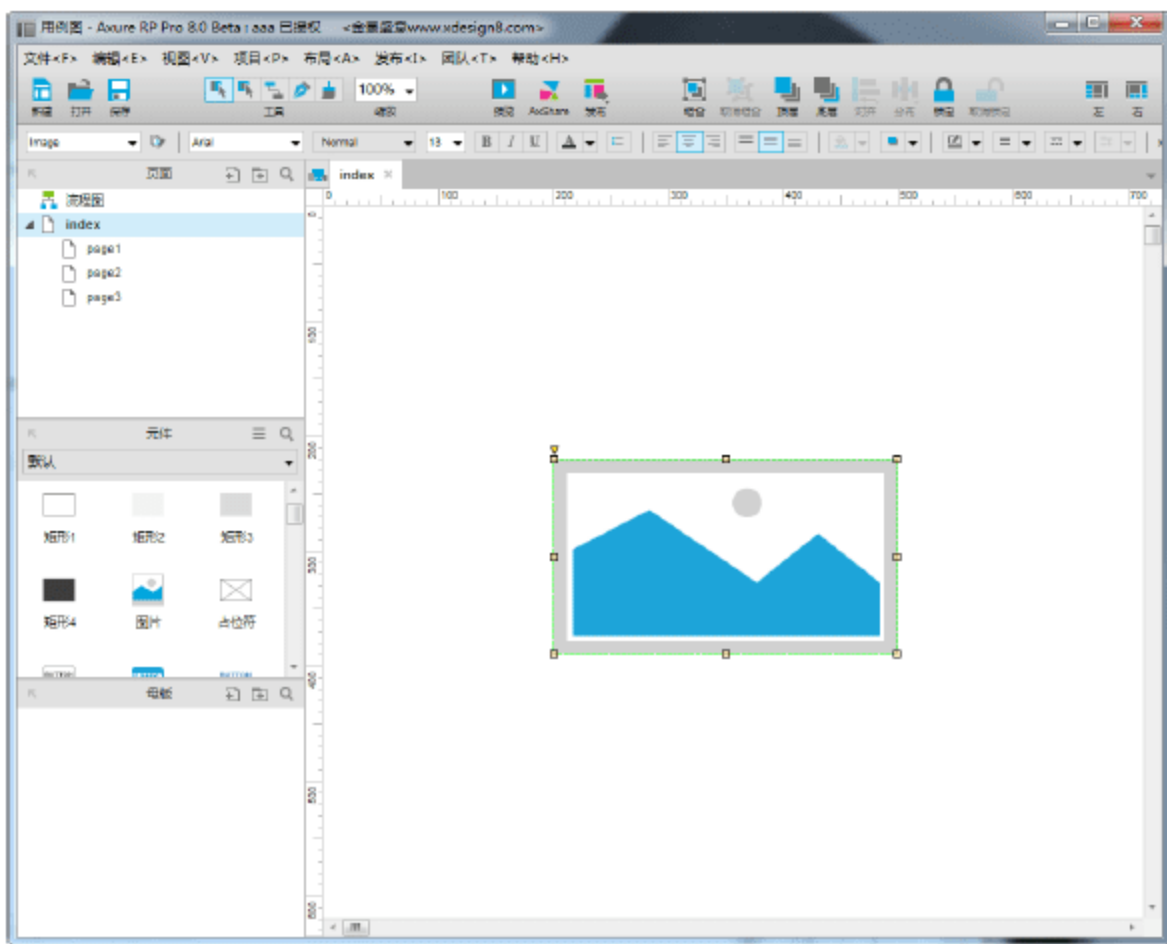 用例图 - Axure RP Pro 8.0 Beta : aaa 已授权 <金景盛意www.xdesign8.com>
文件<F> 编辑<E> 视图<V> 项目<P> 布局<A> 发布<I> 团队<T> 帮助<H>
100%
新建 打开 保存 工具 缩放 预览 AxShare 发布 组合 取消组合 顶层 底层 对齐 分布 锁定 取消锁定 左 右
Image Arial Normal 13 B I U A
页面
index
0 100 200 300 400 500 600 700
流程图
index
page1
page2
page3
0
100
200
300
400
500
600
元件
默认
矩形1 矩形2 矩形3
矩形4 图片 占位符
母版